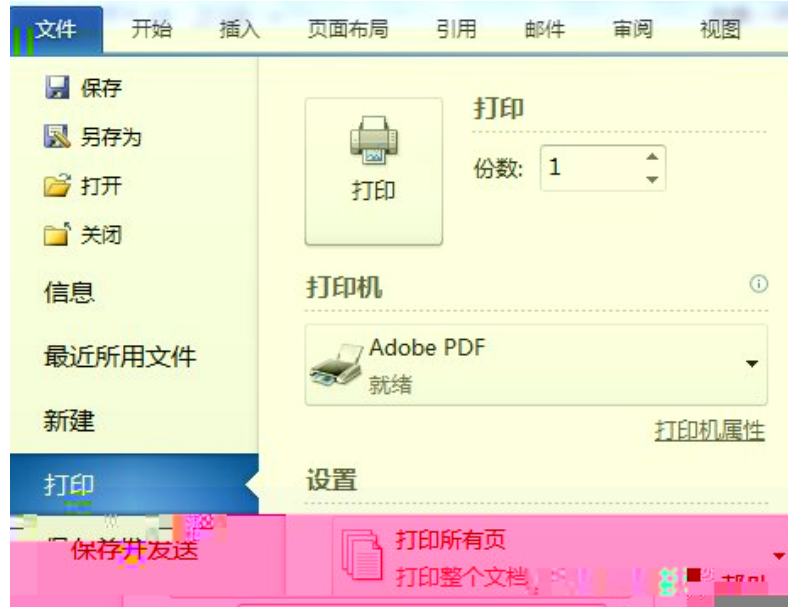 文件 开始 插入 页面布局 引用 邮件 审阅 视图
保存
另存为
打开
关闭
信息
最近所用文件
新建
打印
保存并发送
打印
打印
份数: 1
打印机
Adobe PDF
就绪
打印机属性
设置
打印所有页
打印整个文档